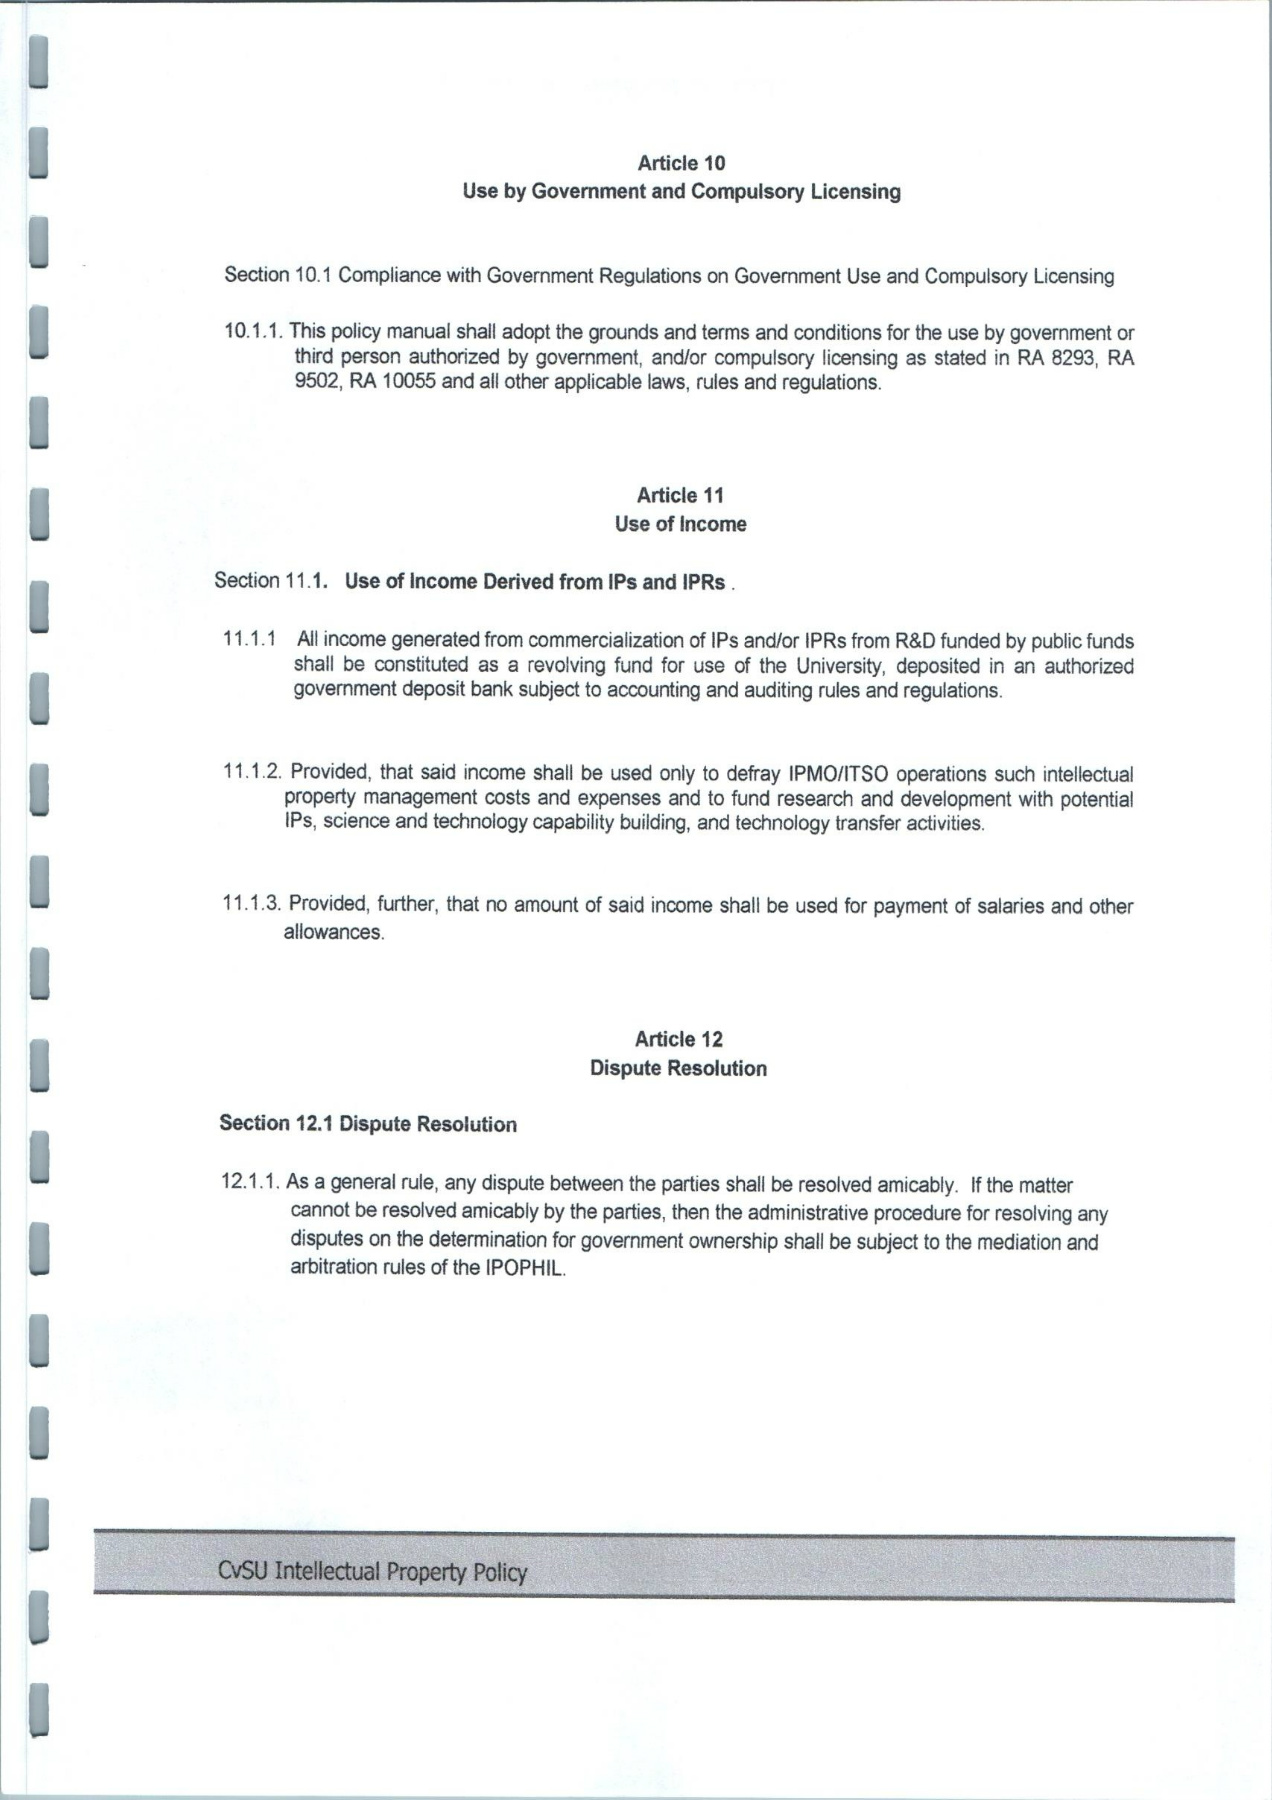 Article 10
Use by Government and Compulsory Licensing
Section 10.1 Compliance with Government Regulations on Government Use and Compulsory Licensing
10.1.1. This policy manual shall adopt the grounds and terms and conditions for the use by government or
third person authorized by government, and/or compulsory licensing as stated in RA 8293, RA
9502, RA 10055 and all other applicable laws, rules and regulations.
Article 11
Use of Income
Section 11.1. Use of Income Derived from IPs and IPRs .
11.1.1 All income generated from commercialization of IPs and/or IPRs from R&D funded by public funds
shall be constituted as a revolving fund for use of the University, deposited in an authorized
government deposit bank subject to accounting and auditing rules and regulations.
11.1.2. Provided, that said income shall be used only to defray IPMO/ITSO operations such intellectual
property management costs and expenses and to fund research and development with potential
IPs, science and technology capability building, and technology transfer activities.
11.1.3. Provided, further, that no amount of said income shall be used for payment of salaries and other
allowances.
Article 12
Dispute Resolution
Section 12.1 Dispute Resolution
12.1.1. As a general rule, any dispute between the parties shall be resolved amicably. If the matter
cannot be resolved amicably by the parties, then the administrative procedure for resolving any
disputes on the determination for government ownership shall be subject to the mediation and
arbitration rules of the IPOPHIL.
CvSU Intellectual Property Policy